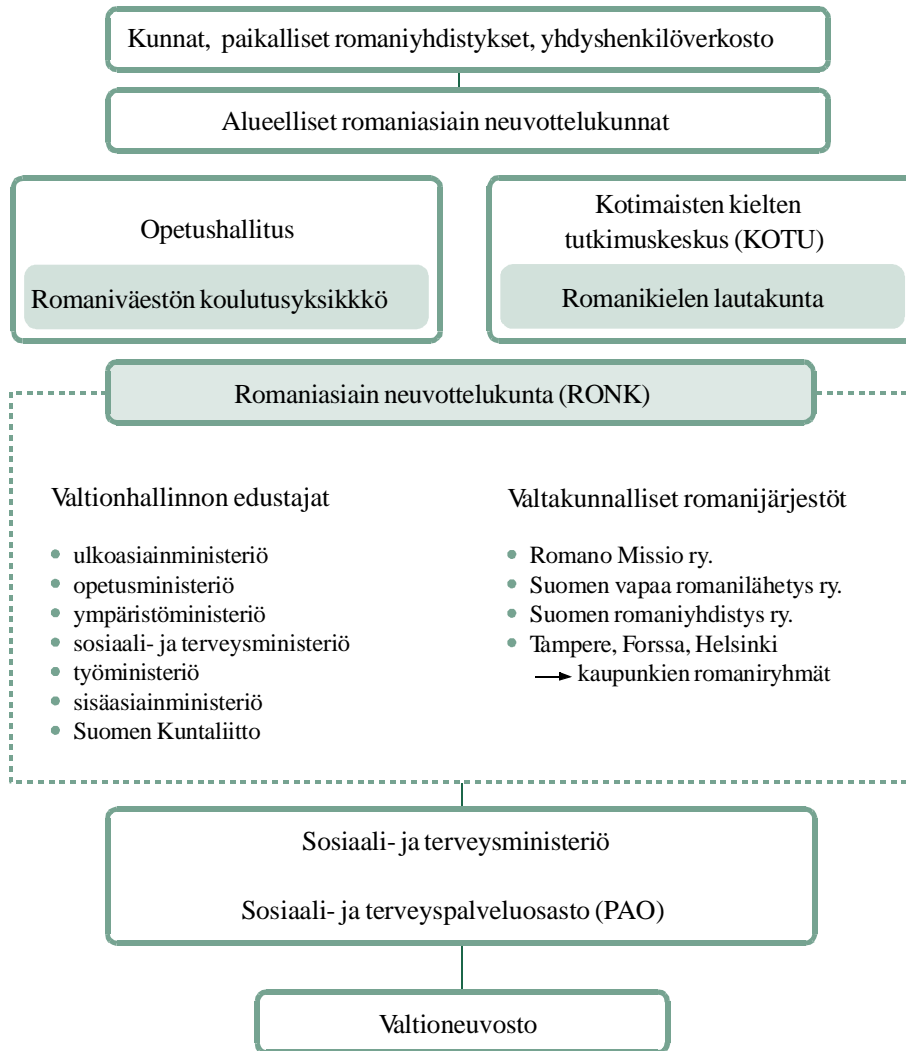 Kunnat, paikalliset romaniyhdistykset, yhdyshenkilöverkosto
Alueelliset romaniasiain neuvottelukunnat
Opetushallitus
Romaniväestön koulutusyksikkkö
Kotimaisten kielten
tutkimuskeskus (KOTU)
Romanikielen lautakunta
Romaniasiain neuvottelukunta (RONK)
Valtionhallinnon edustajat
• ulkoasiainministeriö
• opetusministeriö
• ympäristöministeriö
• sosiaali- ja terveysministeriö
• työministeriö
• sisäasiainministeriö
• Suomen Kuntaliitto
Valtakunnalliset romanijärjestöt
• Romano Missio ry.
• Suomen vapaa romanilähetys ry.
• Suomen romaniyhdistys ry.
• Tampere, Forssa, Helsinki
→ kaupunkien romaniryhmät
Sosiaali- ja terveysministeriö
Sosiaali- ja terveyspalveluosasto (PAO)
Valtioneuvosto